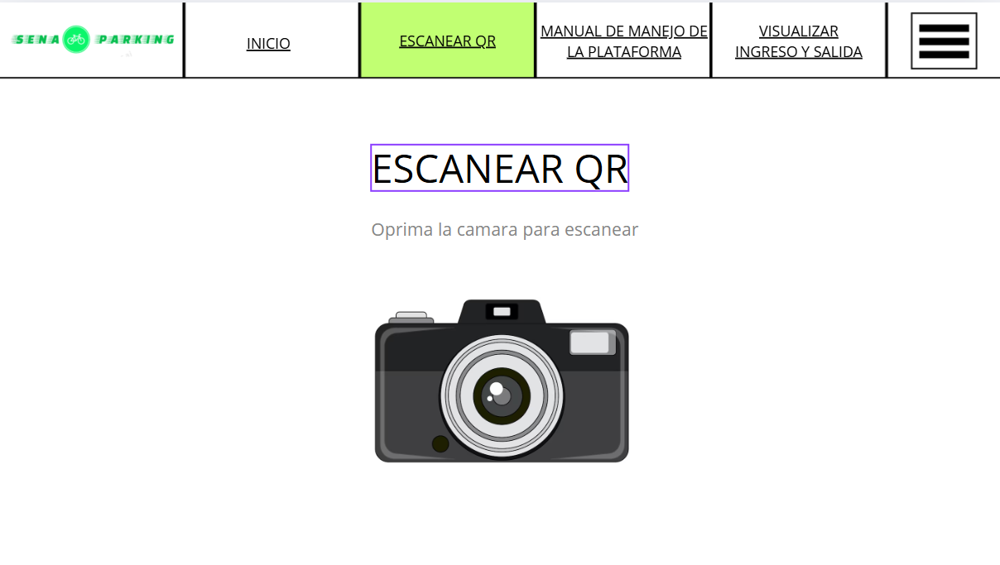 SENA PARKING
INICIO
ESCANEAR QR
MANUAL DE MANEJO DE
LA PLATAFORMA
VISUALIZAR
INGRESO Y SALIDA
ESCANEAR QR
Oprima la camara para escanear